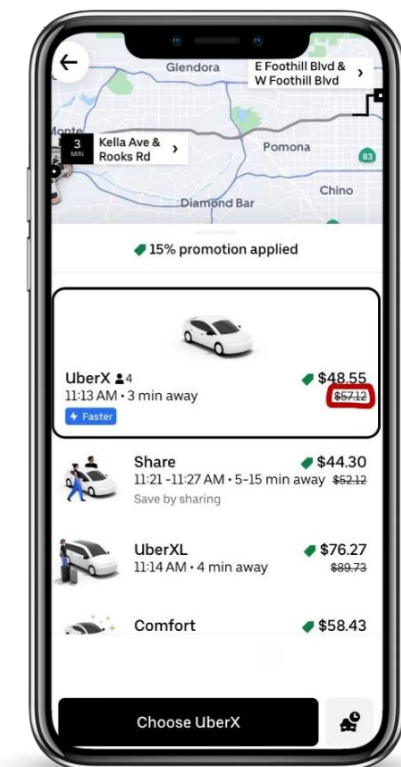 Glendora
E Foothill Blvd &
W Foothill Blvd
3
MIN
Kella Ave &
Rooks Rd
Pomona
83
Chino
Diamond Bar
15% promotion applied
UberX 4
$48.55
11:13 AM • 3 min away
$57.12
Faster
Share
$44.30
11:21 -11:27 AM • 5-15 min away
$52.12
Save by sharing
UberXL
$76.27
11:14 AM • 4 min away
$89.73
Comfort
$58.43
Choose UberX